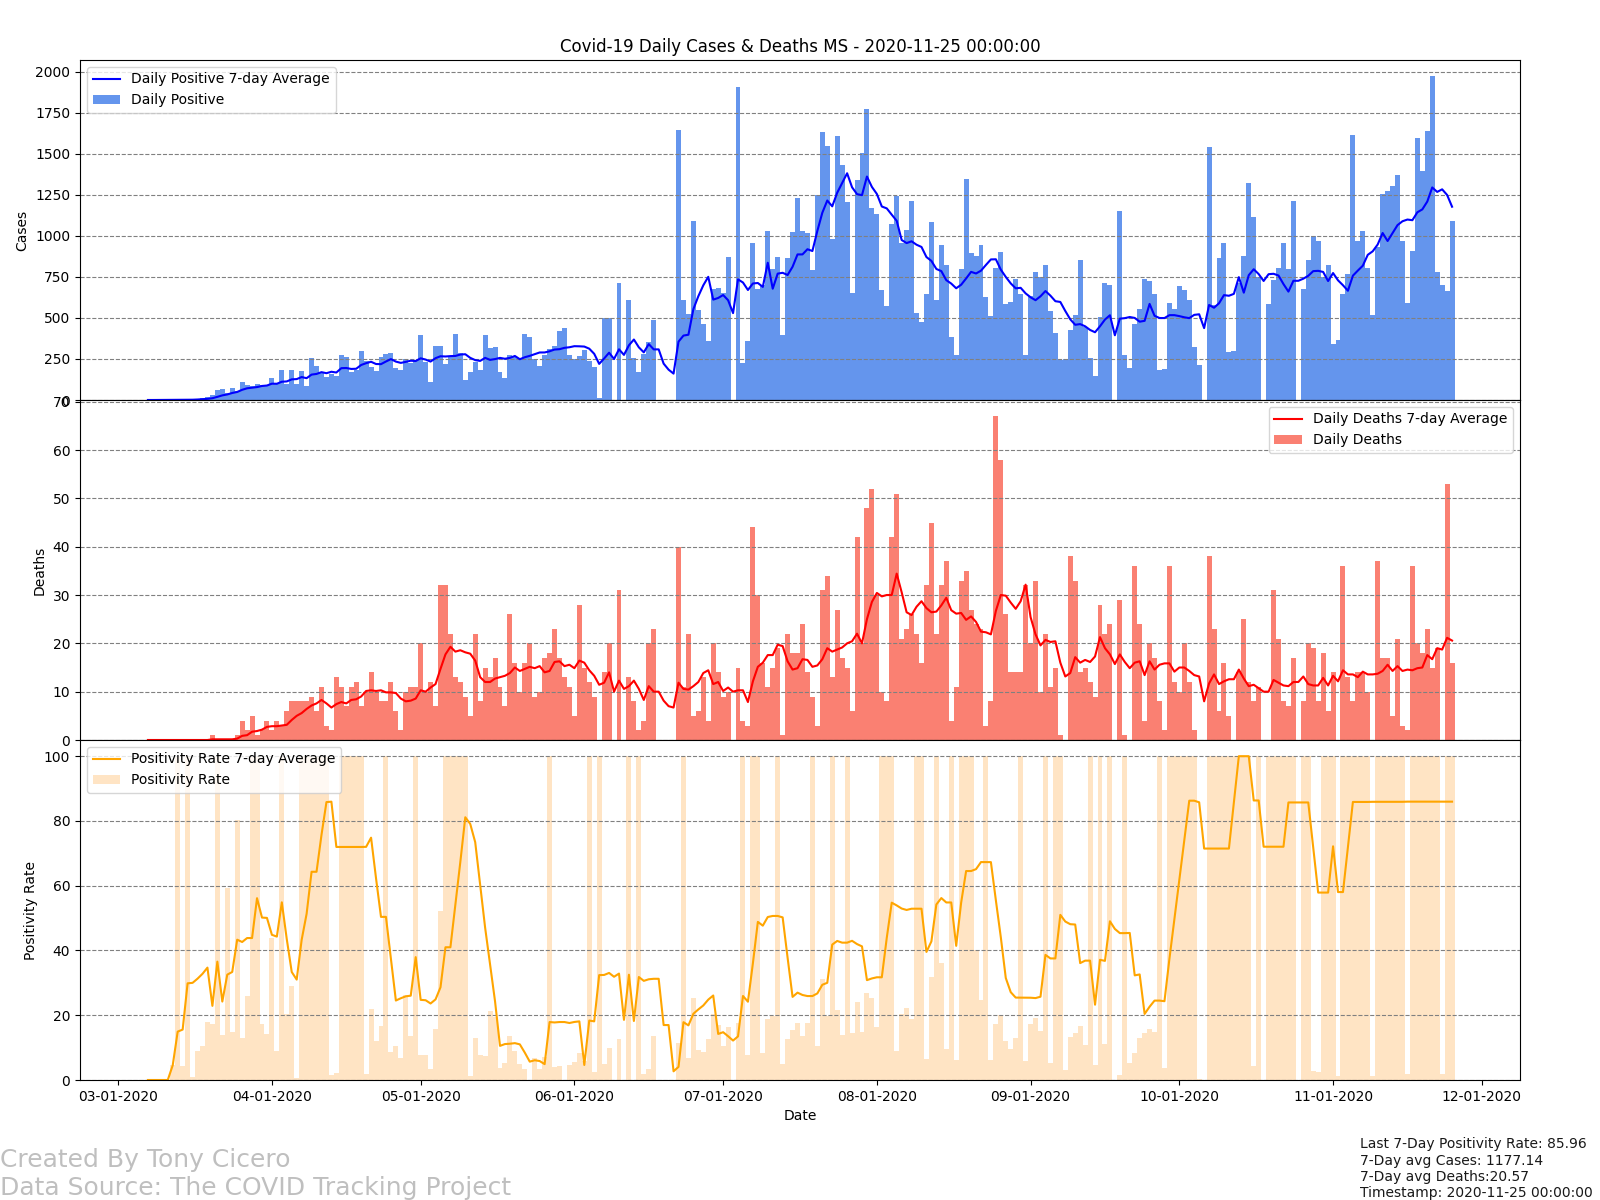 Covid-19 Daily Cases & Deaths MS - 2020-11-25 00:00:00
Daily Positive 7-day Average
Daily Positive
2000
1750
1500
1250
1000
750
500
250
0
Cases
Daily Deaths 7-day Average
Daily Deaths
70
60
50
40
30
20
10
0
Deaths
Positivity Rate 7-day Average
Positivity Rate
100
80
60
40
20
0
Positivity Rate
03-01-2020 04-01-2020 05-01-2020 06-01-2020 07-01-2020 08-01-2020 09-01-2020 10-01-2020 11-01-2020 12-01-2020
Date
Created By Tony Cicero
Data Source: The COVID Tracking Project
Last 7-Day Positivity Rate: 85.96
7-Day avg Cases: 1177.14
7-Day avg Deaths:20.57
Timestamp: 2020-11-25 00:00:00